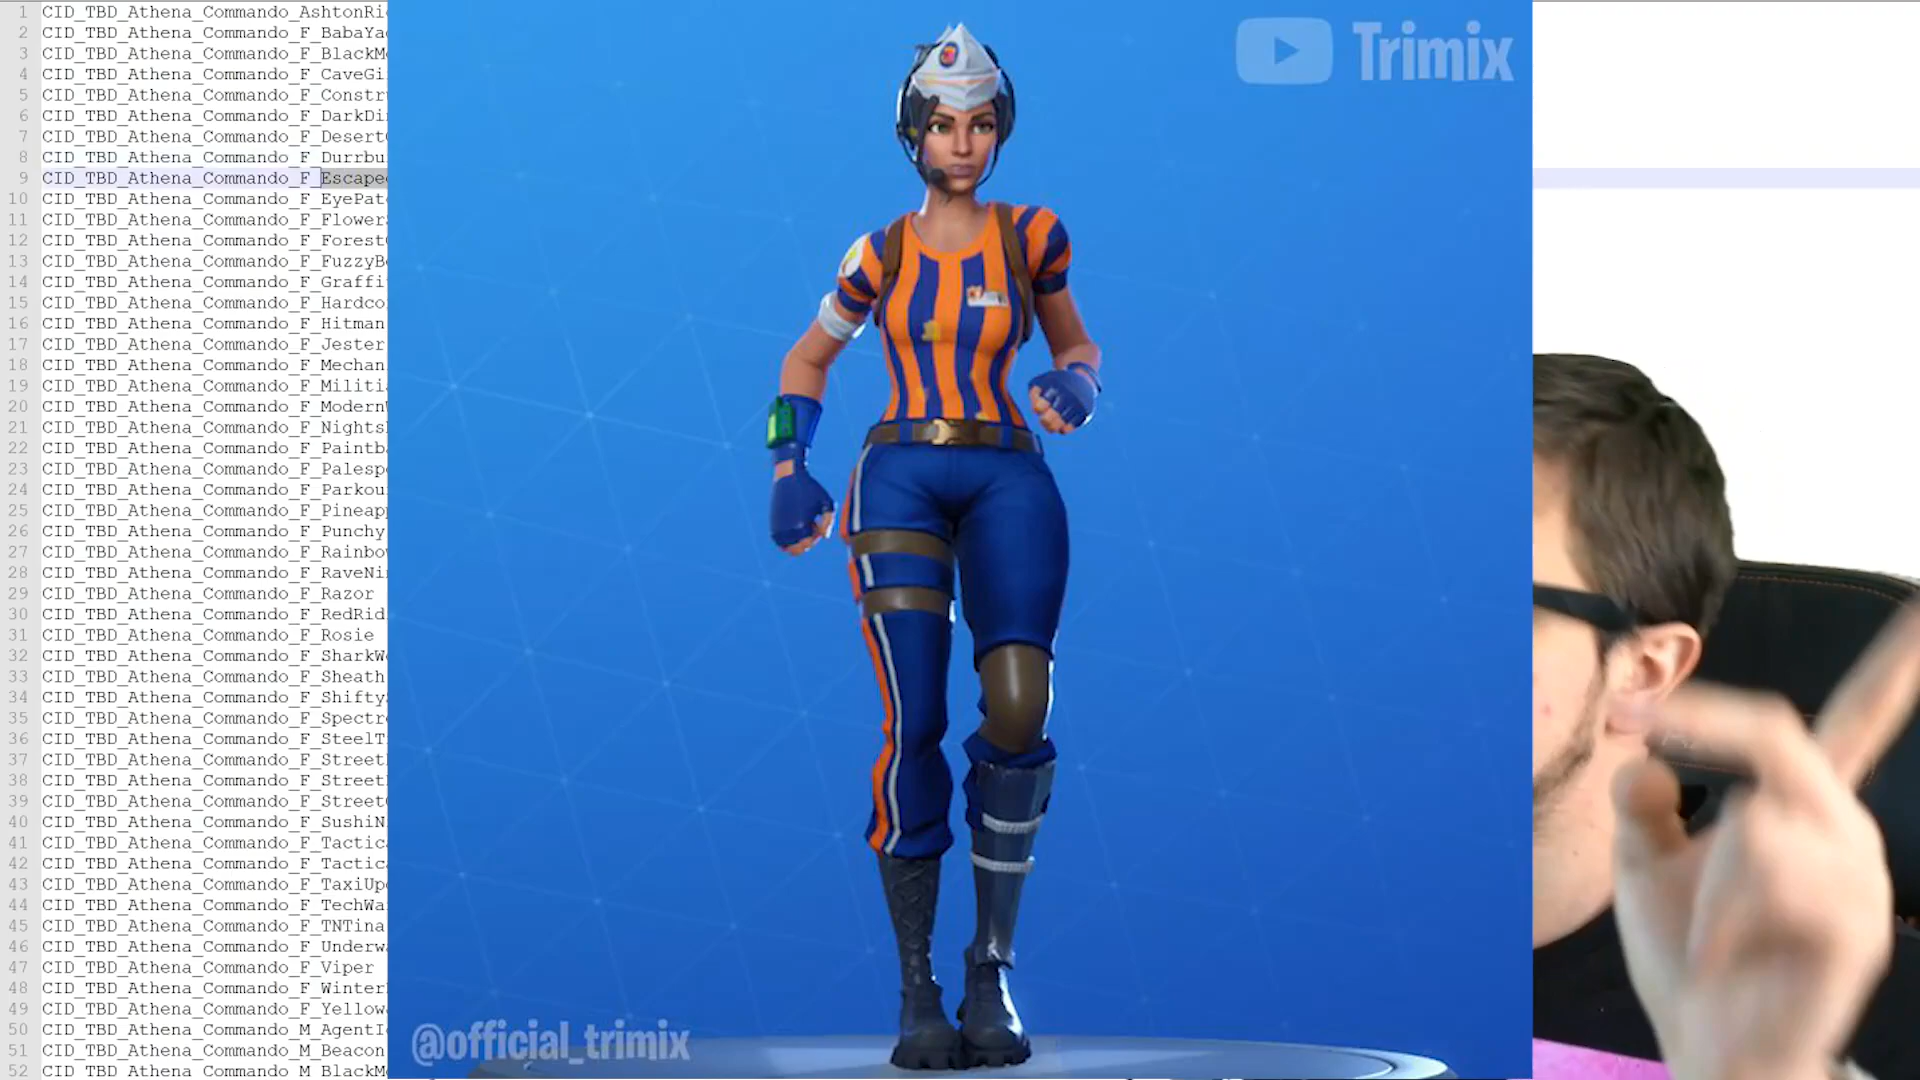 1 CID_TBD_Athena_Commando_AshtonRi
2 CID_TBD_Athena_Commando_F_BabaYa
3 CID_TBD_Athena_Commando_F_BlackM
4 CID_TBD_Athena_Commando_F_CaveGi
5 CID_TBD_Athena_Commando_F_Constr
6 CID_TBD_Athena_Commando_F_DarkDi
7 CID_TBD_Athena_Commando_F_Desert
8 CID_TBD_Athena_Commando_F_Durrbu
9 CID_TBD_Athena_Commando_F_Escape
10 CID_TBD_Athena_Commando_F_EyePat
11 CID_TBD_Athena_Commando_F_Flower
12 CID_TBD_Athena_Commando_F_Forest
13 CID_TBD_Athena_Commando_F_FuzzyB
14 CID_TBD_Athena_Commando_F_Graffi
15 CID_TBD_Athena_Commando_F_Hardco
16 CID_TBD_Athena_Commando_F_Hitman
17 CID_TBD_Athena_Commando_F_Jester
18 CID_TBD_Athena_Commando_F_Mechan
19 CID_TBD_Athena_Commando_F_Militi
20 CID_TBD_Athena_Commando_F_Modern
21 CID_TBD_Athena_Commando_F_Nights
22 CID_TBD_Athena_Commando_F_Paintb
23 CID_TBD_Athena_Commando_F_Palesp
24 CID_TBD_Athena_Commando_F_Parkou
25 CID_TBD_Athena_Commando_F_Pineap
26 CID_TBD_Athena_Commando_F_Punchy
27 CID_TBD_Athena_Commando_F_Rainbo
28 CID_TBD_Athena_Commando_F_RaveNi
29 CID_TBD_Athena_Commando_F_Razor
30 CID_TBD_Athena_Commando_F_RedRid
31 CID_TBD_Athena_Commando_F_Rosie
32 CID_TBD_Athena_Commando_F_SharkW
33 CID_TBD_Athena_Commando_F_Sheath
34 CID_TBD_Athena_Commando_F_Shifty
35 CID_TBD_Athena_Commando_F_Spectr
36 CID_TBD_Athena_Commando_F_SteelT
37 CID_TBD_Athena_Commando_F_Street
38 CID_TBD_Athena_Commando_F_Street
39 CID_TBD_Athena_Commando_F_Street
40 CID_TBD_Athena_Commando_F_SushiN
41 CID_TBD_Athena_Commando_F_Tactic
42 CID_TBD_Athena_Commando_F_Tactic
43 CID_TBD_Athena_Commando_F_TaxiUp
44 CID_TBD_Athena_Commando_F_TechWa
45 CID_TBD_Athena_Commando_F_TNTina
46 CID_TBD_Athena_Commando_F_Underw
47 CID_TBD_Athena_Commando_F_Viper
48 CID_TBD_Athena_Commando_F_Winter
49 CID_TBD_Athena_Commando_F_Yellow
50 CID_TBD_Athena_Commando_M_AgentI
51 CID_TBD_Athena_Commando_M_Beacon
52 CID_TBD_Athena_Commando_M_BlackM
Trimix
@official_trimix